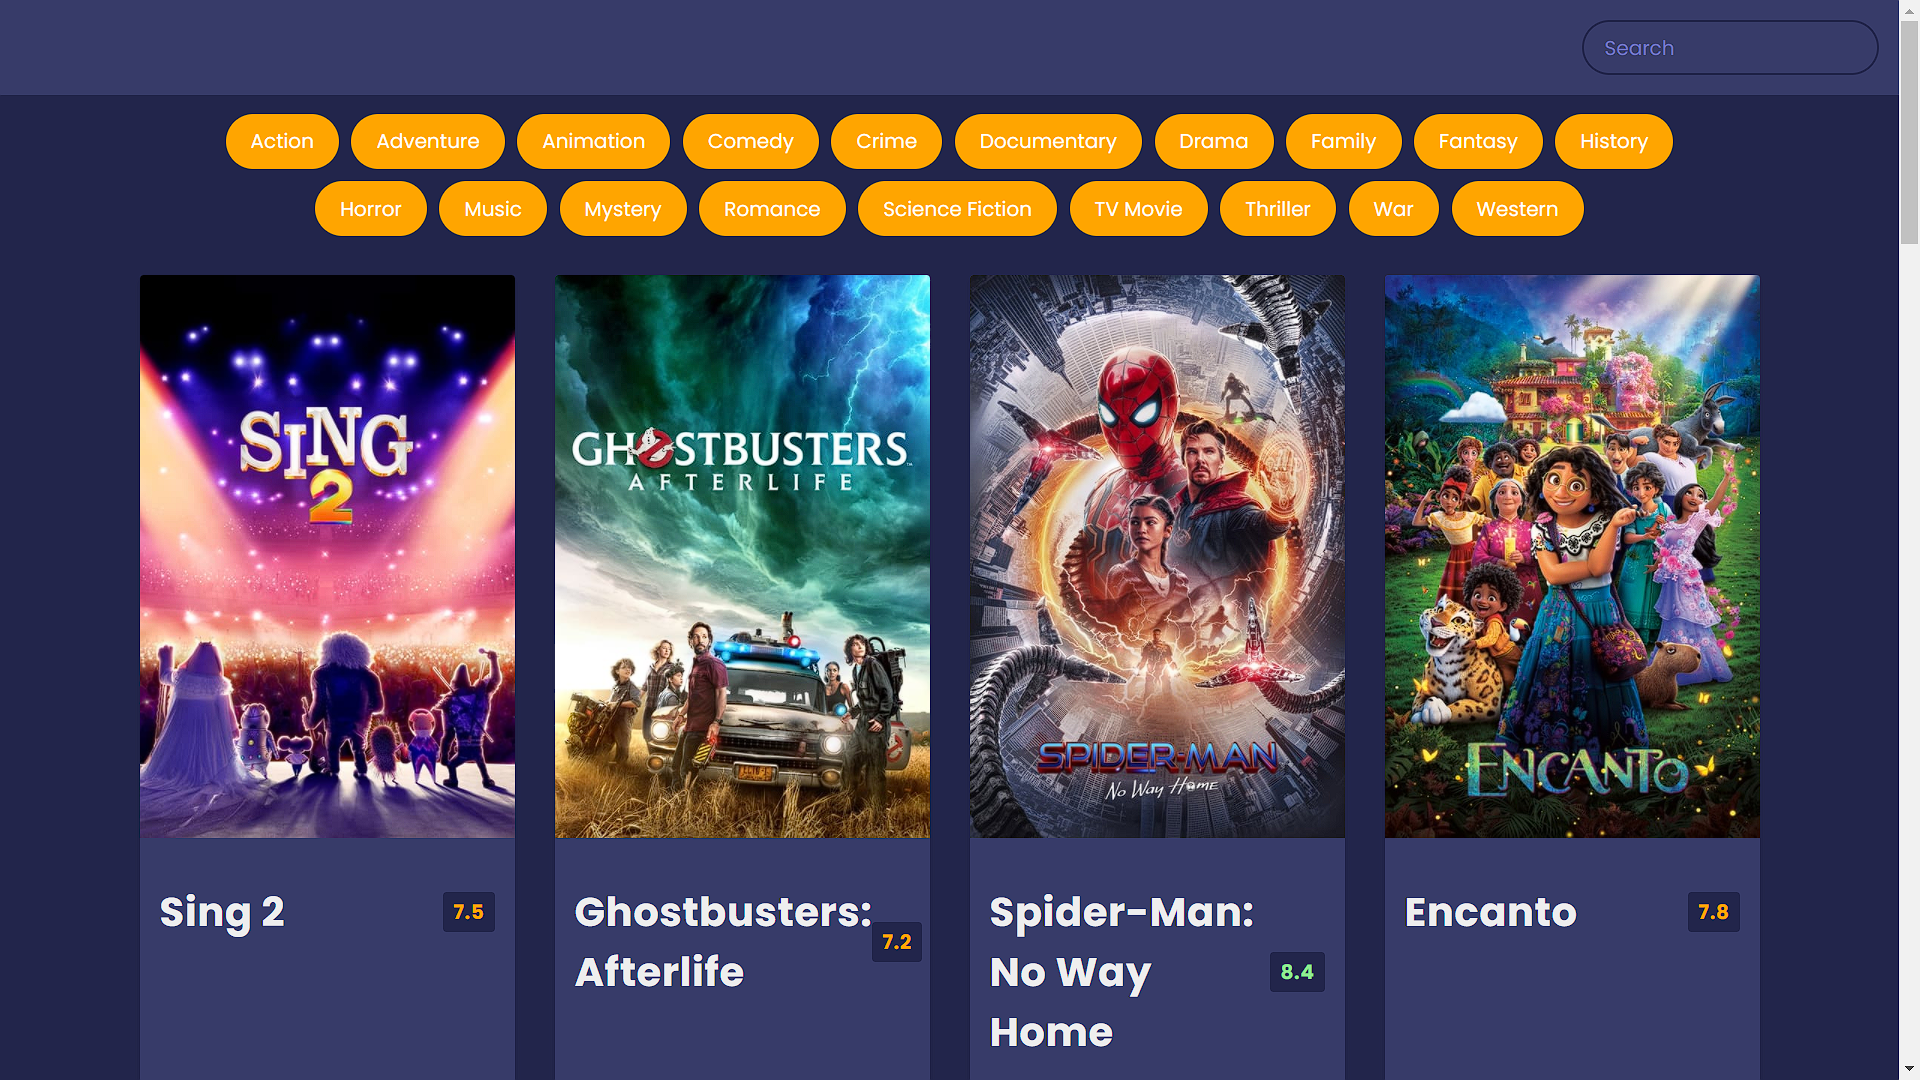 Search
Action Adventure Animation Comedy Crime Documentary Drama Family Fantasy History
Horror Music Mystery Romance Science Fiction TV Movie Thriller War Western
SING
2
GHOSTBUSTERS
AFTERLIFE
SPIDER-MAN
No Way Home
ENCANTO
Sing 2
7.5
Ghostbusters:
Afterlife
7.2
Spider-Man:
No Way
Home
8.4
Encanto
7.8